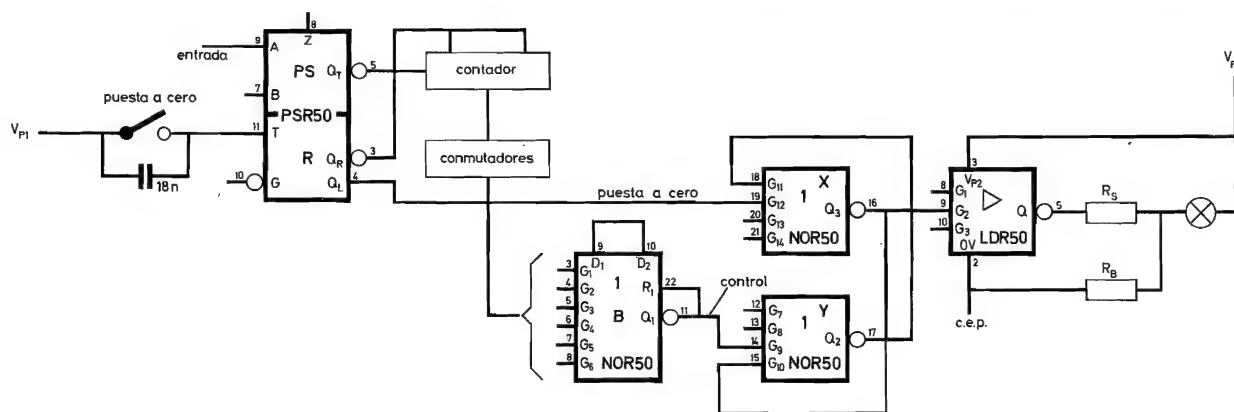 8
Z
entrada
9
A
PS
Q_T
5
contador
7
B
puesta a cero
PSR50
V_P1
11
T
R
Q_R
3
10
G
Q_L
4
18n
conmutadores
puesta a cero
18
G_11
X
19
G_12
1
Q_3
16
20
G_13
21
G_14
NOR50
3
V_P2
8
G_1
9
G_2
Q
5
10
G_3
0V
LDR50
2
R_S
R_B
c.e.p.
9
10
D_1
D_2
3
G_1
1
4
G_2
R_1
22
5
G_3
B
6
G_4
Q_1
11
7
G_5
8
G_6
NOR50
control
12
G_7
Y
13
G_8
1
14
G_9
Q_2
17
15
G_10
NOR50